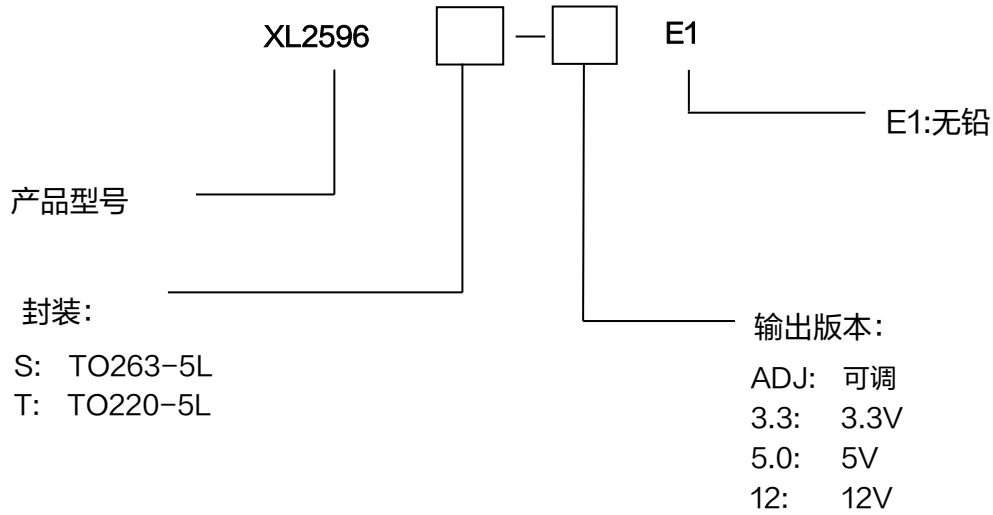 XL2596 — E1
E1:无铅
产品型号
封装：
S: TO263-5L
T: TO220-5L
输出版本：
ADJ: 可调
3.3: 3.3V
5.0: 5V
12: 12V